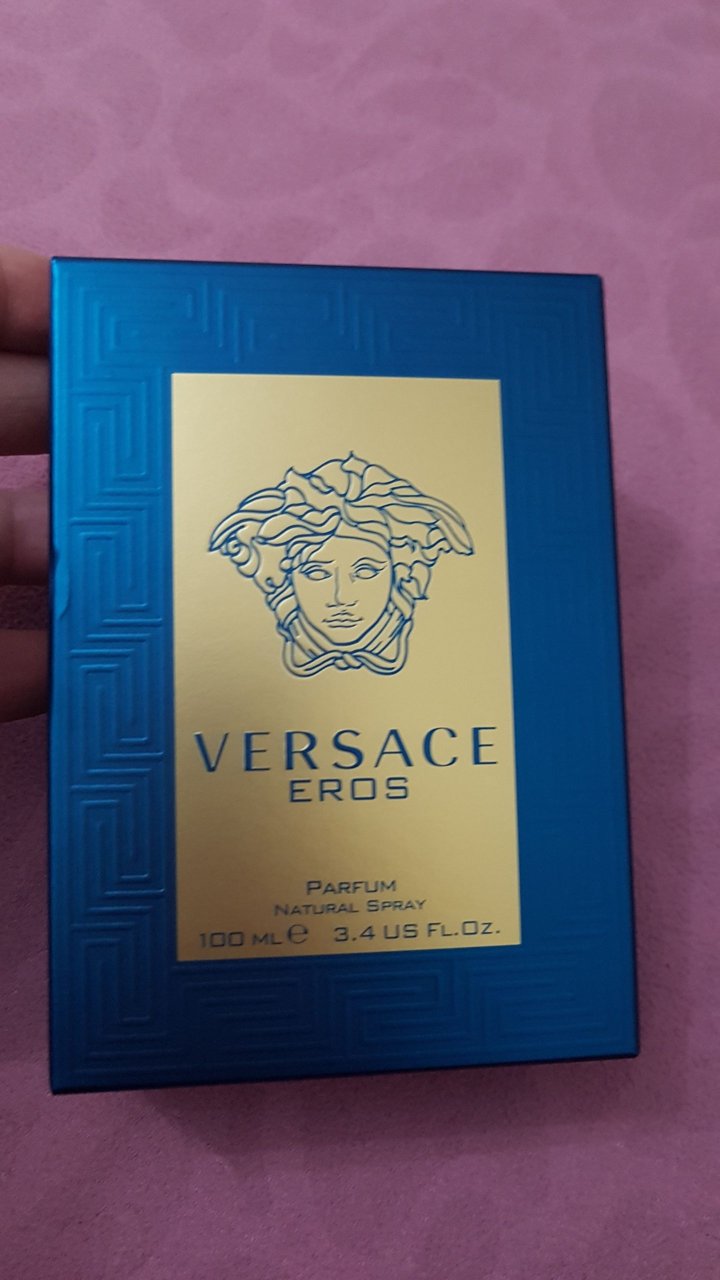 VERSACE
EROS
PARFUM
NATURAL SPRAY
100 ML ℮ 3.4 US FL.OZ.